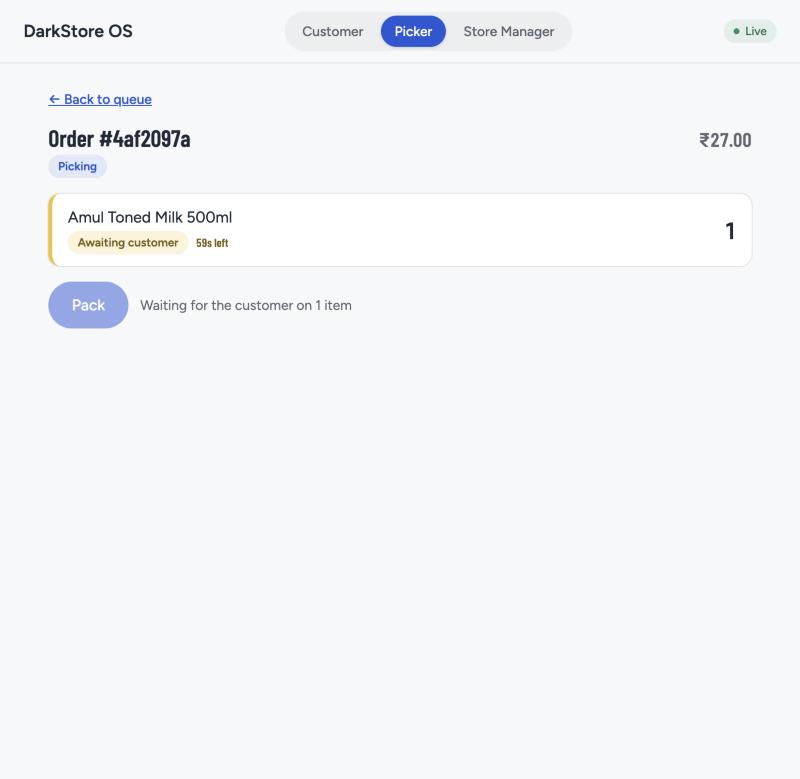 DarkStore OS
Customer
Picker
Store Manager
Live
← Back to queue
Order #4af2097a
₹27.00
Picking
Amul Toned Milk 500ml
Awaiting customer
59s left
1
Pack
Waiting for the customer on 1 item